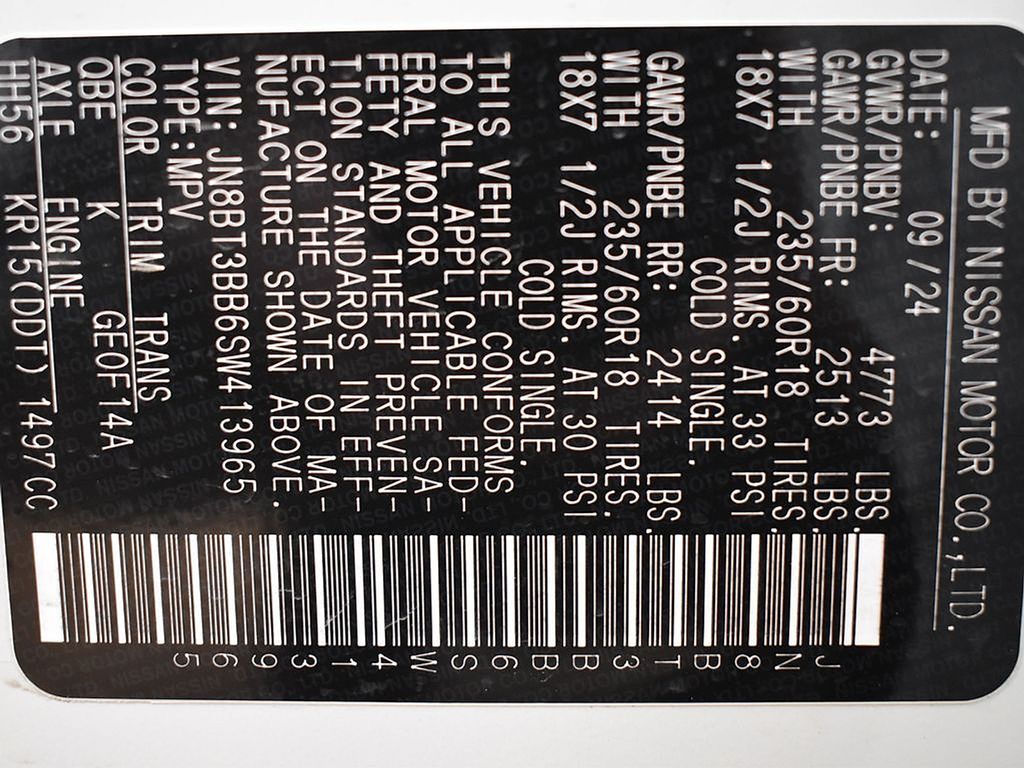 MFD BY NISSAN MOTOR CO.,LTD.
DATE: 09/24
GVWR/PNBV: 4773 LBS.
GAWR/PNBE FR: 2513 LBS.
WITH 235/60R18 TIRES.
18X7 1/2J RIMS. AT 33 PSI
COLD SINGLE.
GAWR/PNBE RR: 2414 LBS.
WITH 235/60R18 TIRES.
18X7 1/2J RIMS. AT 30 PSI
COLD SINGLE.
THIS VEHICLE CONFORMS
TO ALL APPLICABLE FED-
ERAL MOTOR VEHICLE SA-
FETY AND THEFT PREVEN-
TION STANDARDS IN EFF-
ECT ON THE DATE OF MA-
NUFACTURE SHOWN ABOVE.
VIN: JN8BT3BB6SW413965
TYPE:MPV
COLOR TRIM TRANS
QBE K GE0F14A
AXLE ENGINE
HH56 KR15(DDT) 1497CC
JN8BT3BB6SW413965